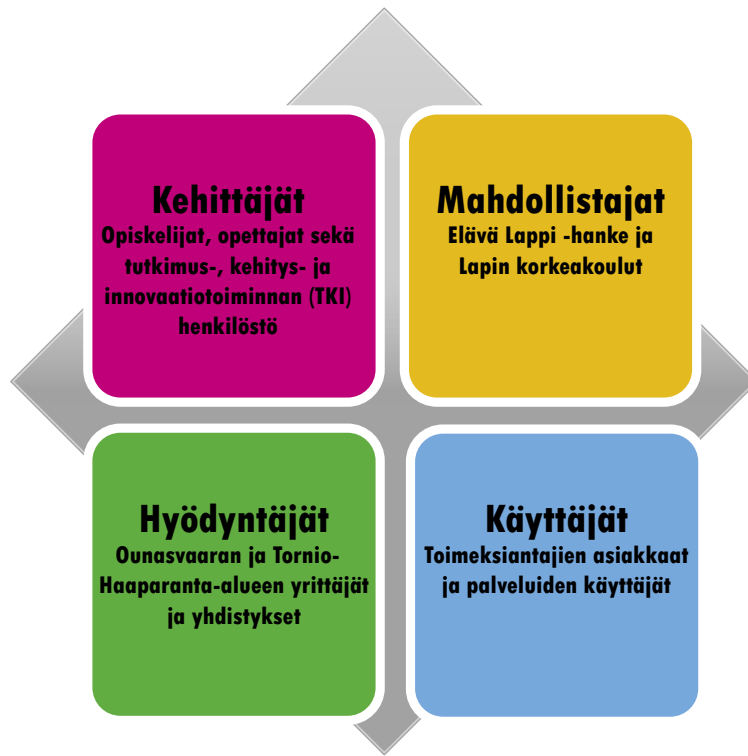 Kehittäjät
Opiskelijat, opettajat sekä
tutkimus-, kehitys- ja
innovaatiotoiminnan (TKI)
henkilöstö
Mahdollistajat
Elävä Lappi -hanke ja
Lapin korkeakoulut
Hyödyntäjät
Ounasvaaran ja Tornio-
Haaparanta-alueen yrittäjät
ja yhdistykset
Käyttäjät
Toimeksiantajien asiakkaat
ja palveluiden käyttäjät